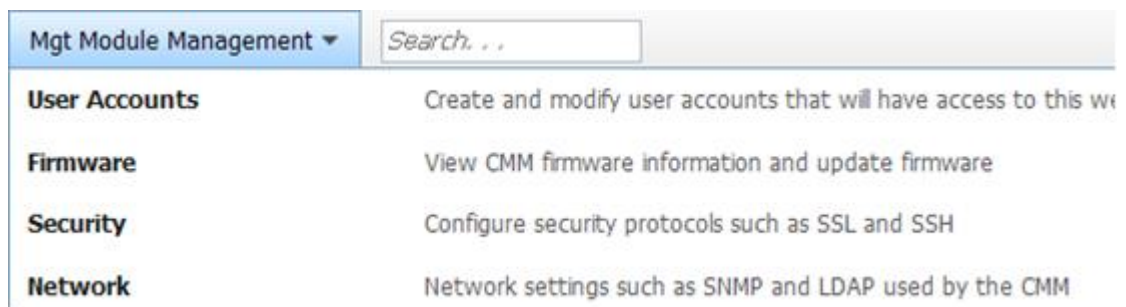 Mgt Module Management Search. . .
User Accounts Create and modify user accounts that will have access to this
Firmware View CMM firmware information and update firmware
Security Configure security protocols such as SSL and SSH
Network Network settings such as SNMP and LDAP used by the CMM